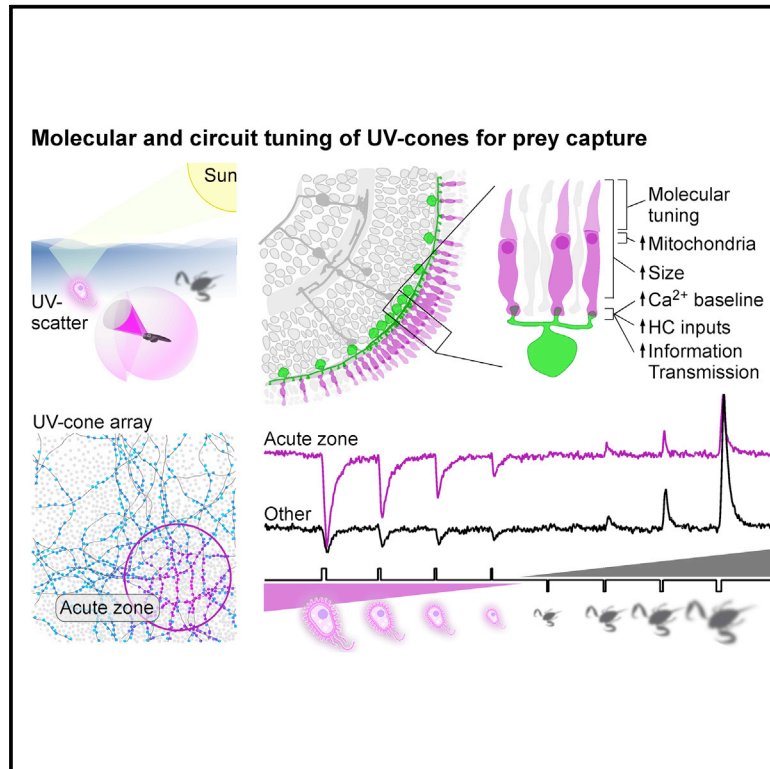 Molecular and circuit tuning of UV-cones for prey capture
Sun
UV-
scatter
Molecular
tuning
Mitochondria
Size
Ca2+ baseline
HC inputs
Information
Transmission
UV-cone array
Acute zone
Acute zone
Other